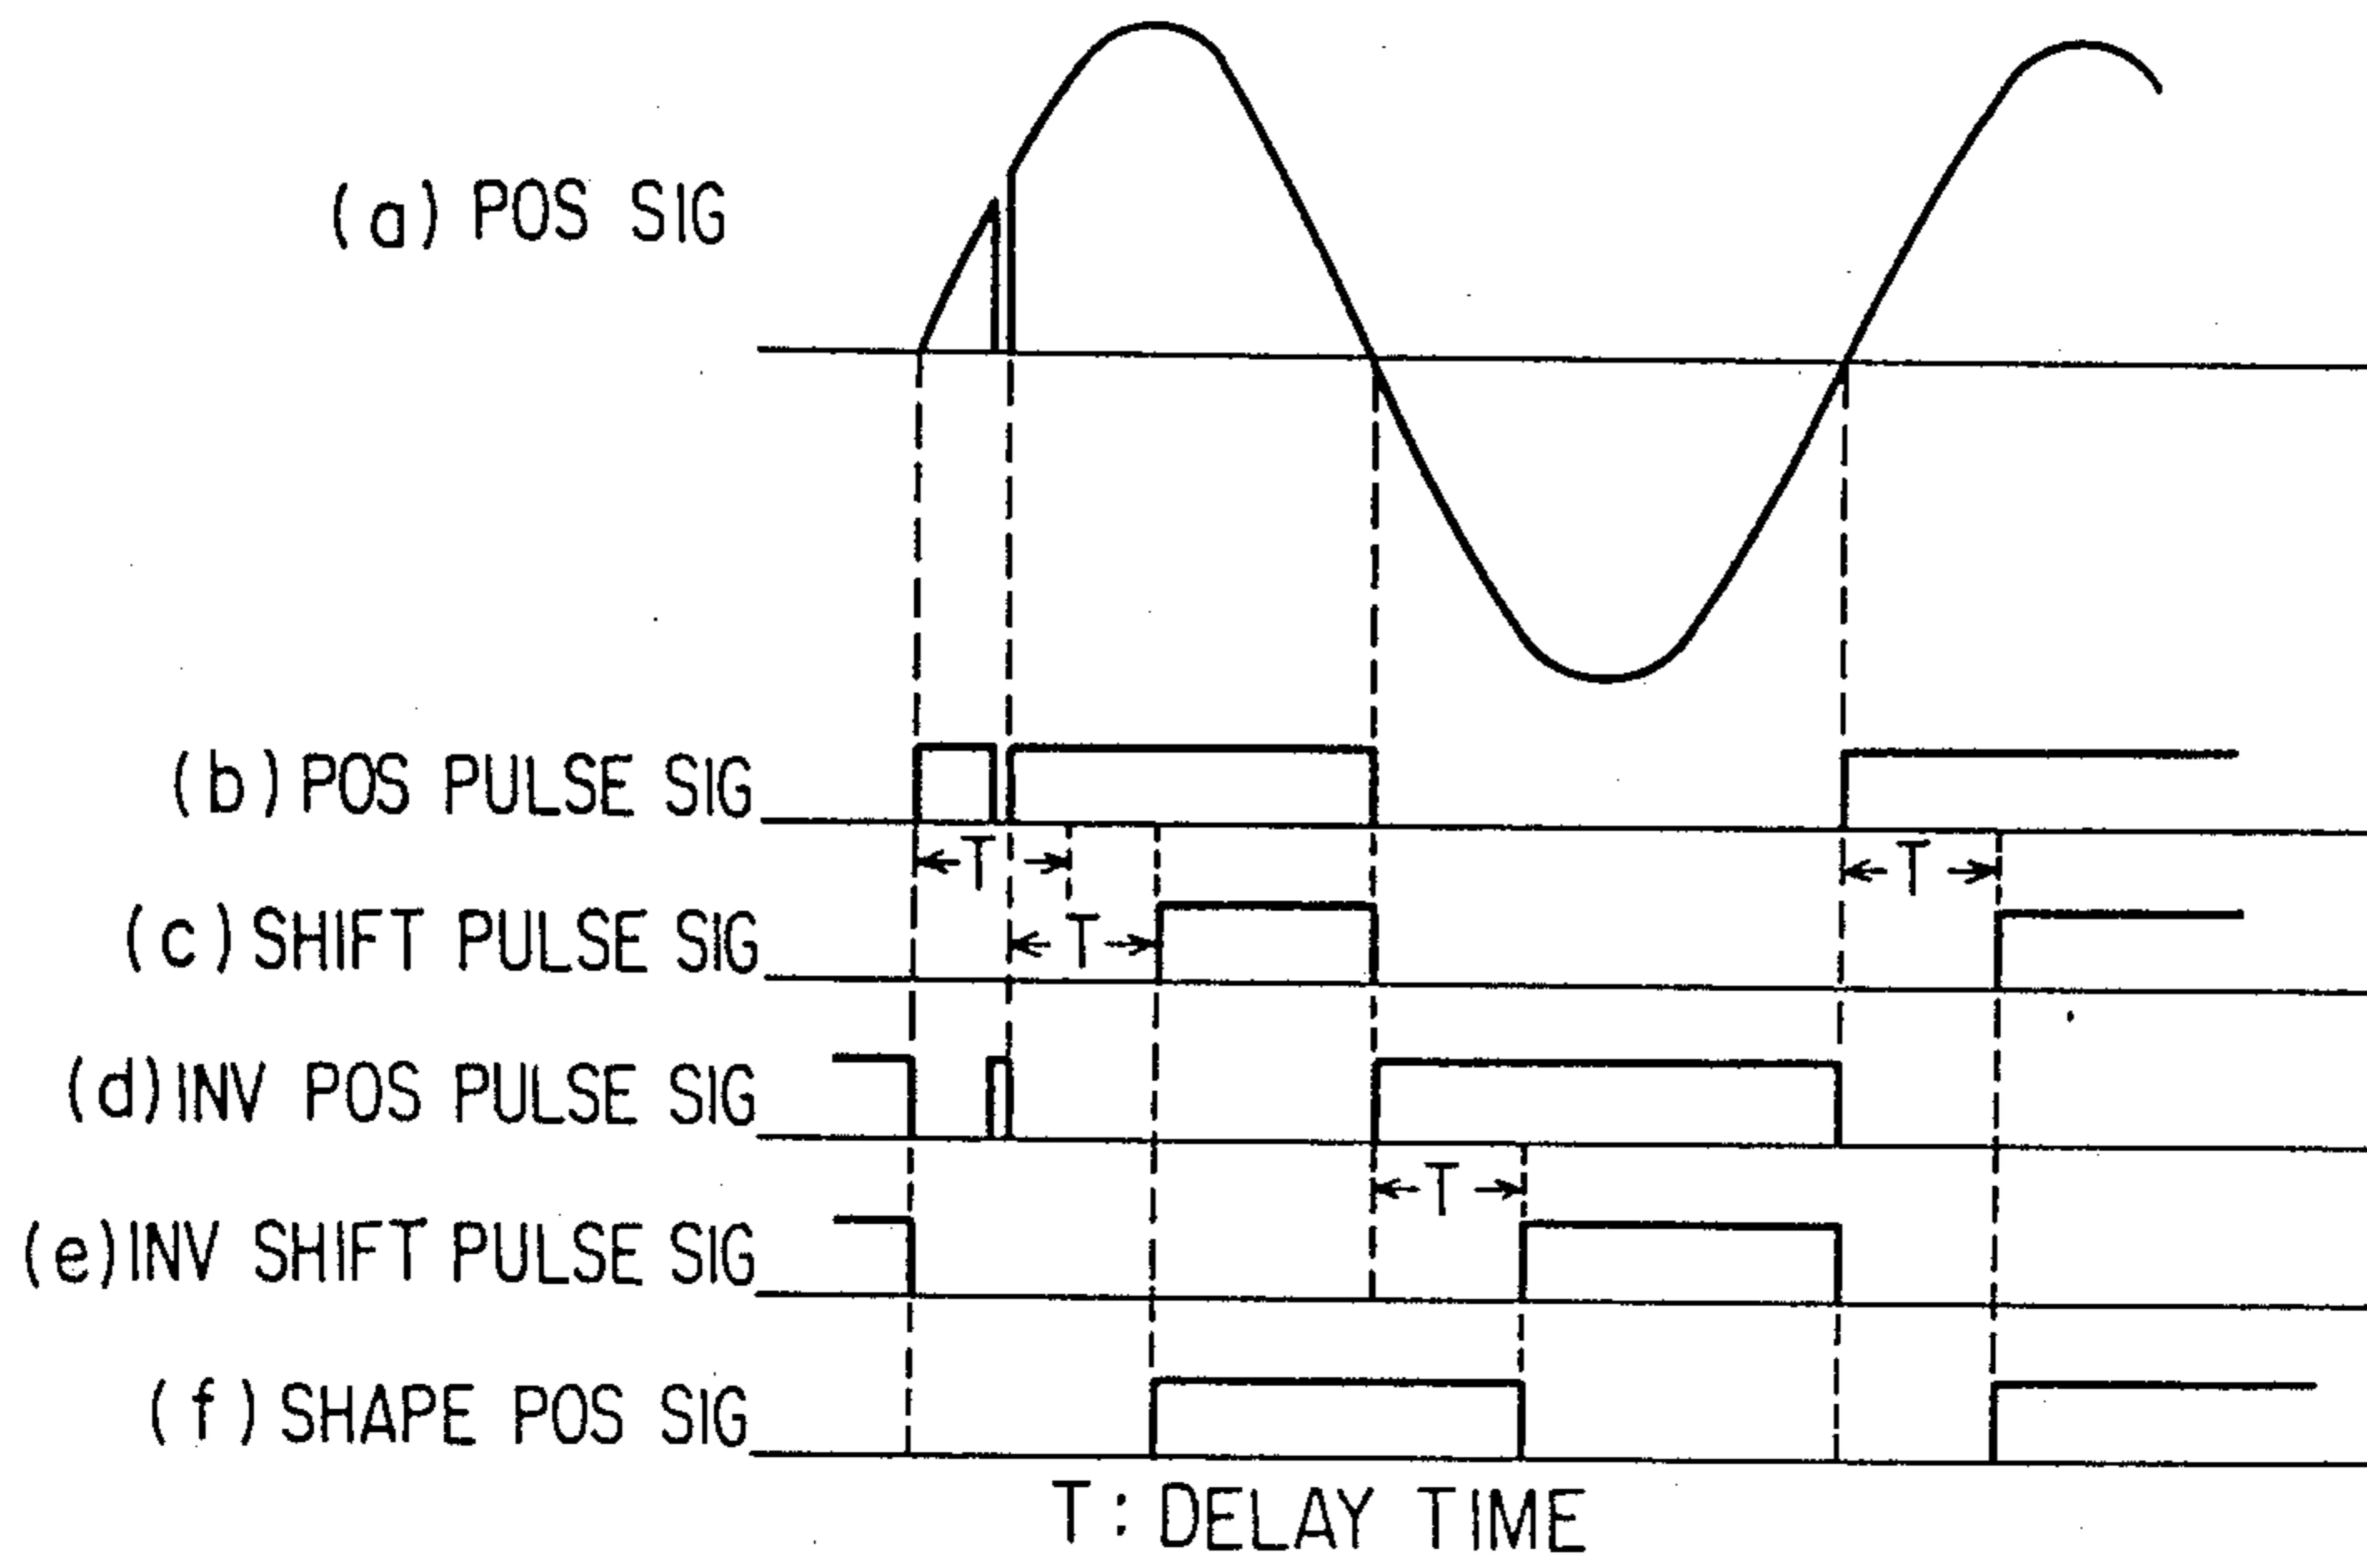 (a) POS SIG
(b) POS PULSE SIG
T
T
(c) SHIFT PULSE SIG
T
(d) INV POS PULSE SIG
T
(e) INV SHIFT PULSE SIG
(f) SHAPE POS SIG
T : DELAY TIME